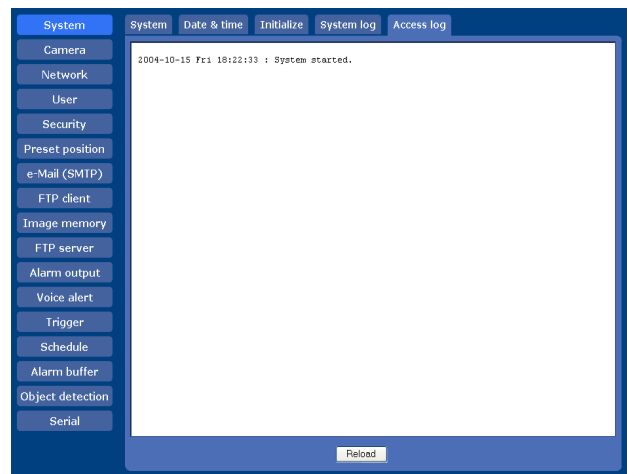 System
Camera
Network
User
Security
Preset position
e-Mail (SMTP)
FTP client
Image memory
FTP server
Alarm output
Voice alert
Trigger
Schedule
Alarm buffer
Object detection
Serial
System Date & time Initialize System log Access log
2004-10-15 Fri 18:22:33 : System started.
Reload